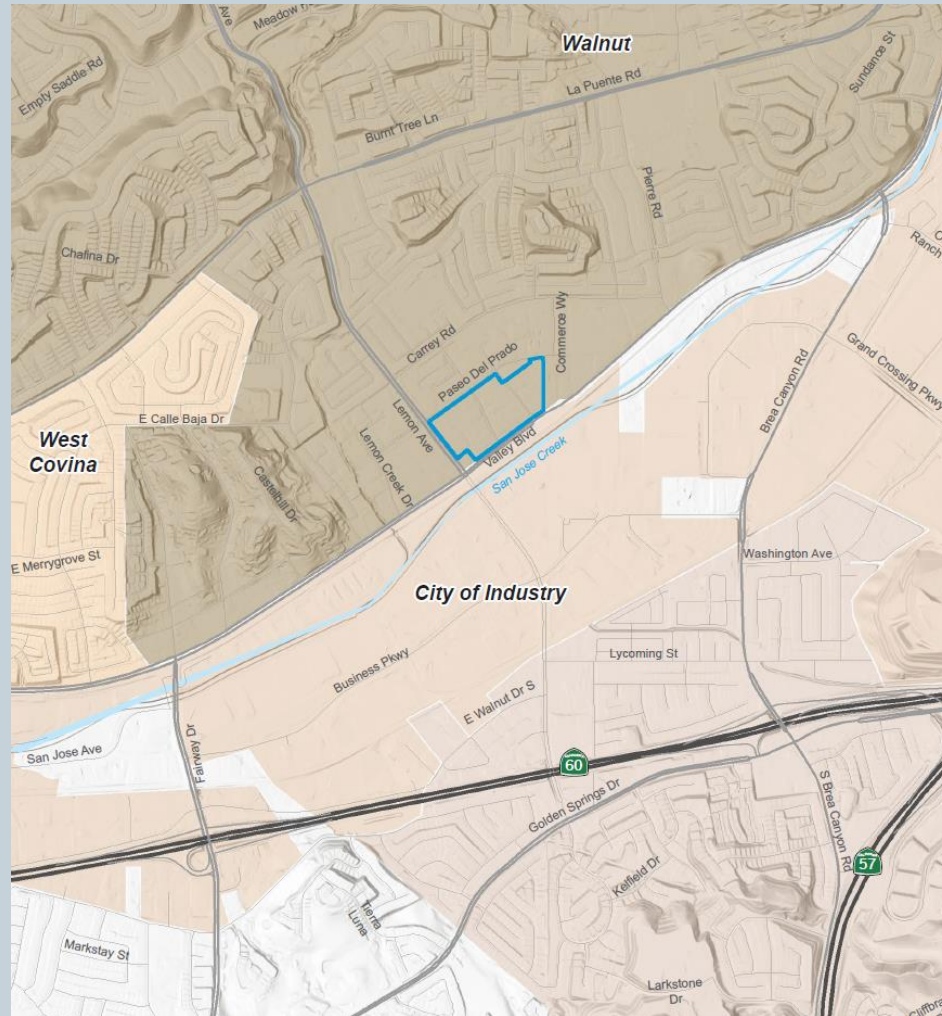 Ave
Meadow
Walnut
Sundance St
Empty Saddle Rd
La Puente Rd
Burnt Tree Ln
Pierre Rd
Chalina Dr
Ranch
Commerce Wy
Carrey Rd
Paseo Del Prado
Grand Crossing Pkwy
Brea Canyon Rd
E Calle Baja Dr
Lemon Ave
West
Covina
Valley Blvd
San Jose Creek
Lemon Creek Dr
Castlehill Dr
E Merrygrove St
Washington Ave
City of Industry
Lycoming St
Business Pkwy
E Walnut Dr S
San Jose Ave
Fairway Dr
60
Golden Springs Dr
S Brea Canyon Rd
57
Kelfield Dr
Tierra
Luna
Markstay St
Larkstone
Dr